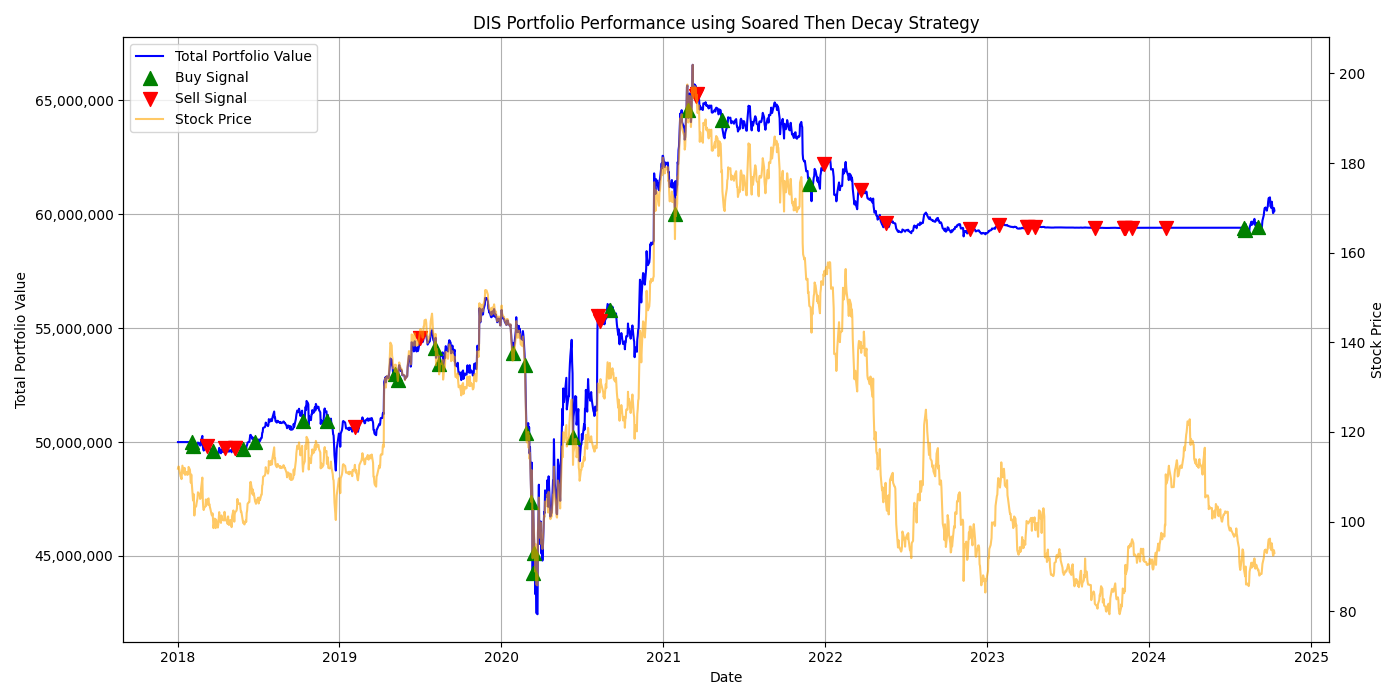 DIS Portfolio Performance using Soared Then Decay Strategy
Total Portfolio Value
Buy Signal
Sell Signal
Stock Price
65,000,000
60,000,000
55,000,000
50,000,000
45,000,000
Total Portfolio Value
200
180
160
140
120
100
80
Stock Price
2018
2019
2020
2021
2022
2023
2024
2025
Date